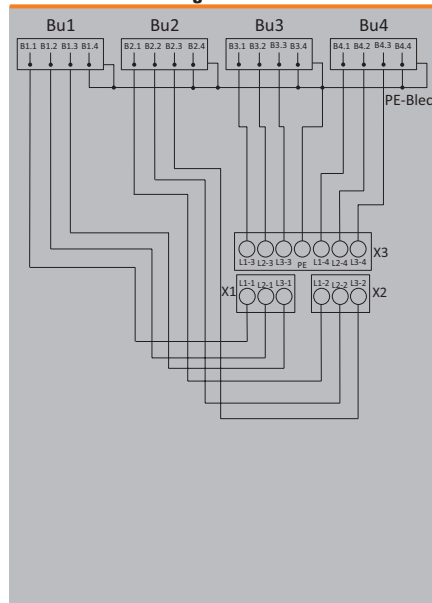 Bu1 Bu2 Bu3 Bu4
B1.1 B1.2 B1.3 B1.4 B2.1 B2.2 B2.3 B2.4 B3.1 B3.2 B3.3 B3.4 B4.1 B4.2 B4.3 B4.4
PE-Blec
X3
L1-3 L2-3 L3-3 PE L1-4 L2-4 L3-4
X1 L1-1 L2-1 L3-1 L1-2 L2-2 L3-2 X2